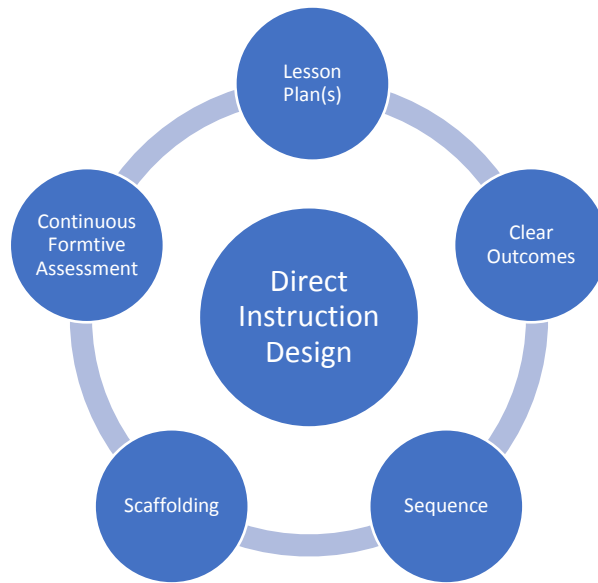 Lesson
Plan(s)
Clear
Outcomes
Sequence
Scaffolding
Continuous
Formtive
Assessment
Direct
Instruction
Design